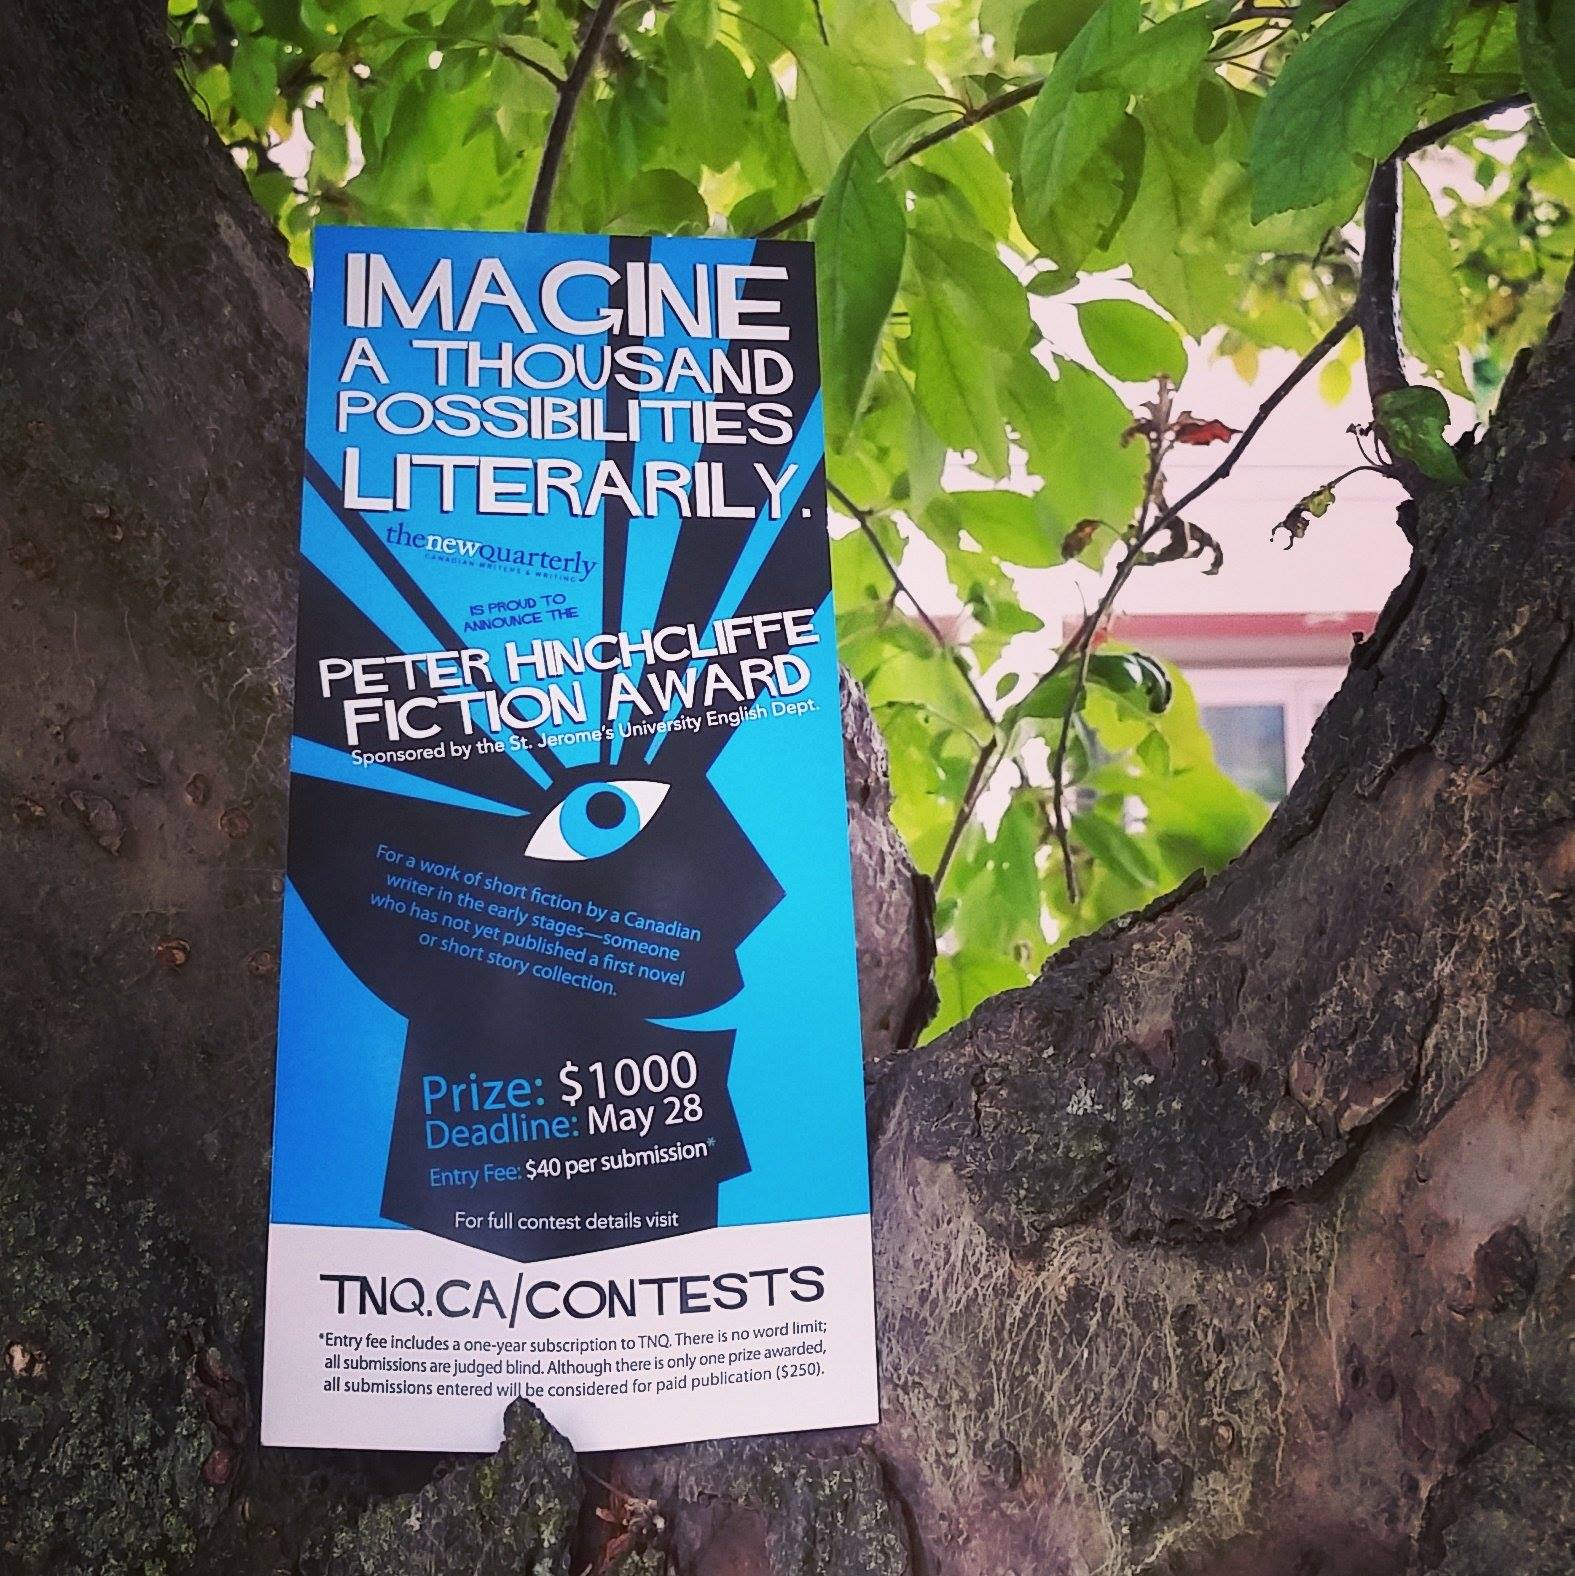 IMAGINE
A THOUSAND
POSSIBILITIES
LITERARILY.
thenewquarterly
CANADIAN WRITERS & WRITING
IS PROUD TO
ANNOUNCE THE
PETER HINCHCLIFFE
FICTION AWARD
Sponsored by the St. Jerome's University English Dept.
For a work of short fiction by a Canadian
writer in the early stages—someone
who has not yet published a first novel
or short story collection.
Prize: $1000
Deadline: May 28
Entry Fee: $40 per submission*
For full contest details visit
TNQ.CA/CONTESTS
*Entry fee includes a one-year subscription to TNQ. There is no word limit;
all submissions are judged blind. Although there is only one prize awarded,
all submissions entered will be considered for paid publication ($250).